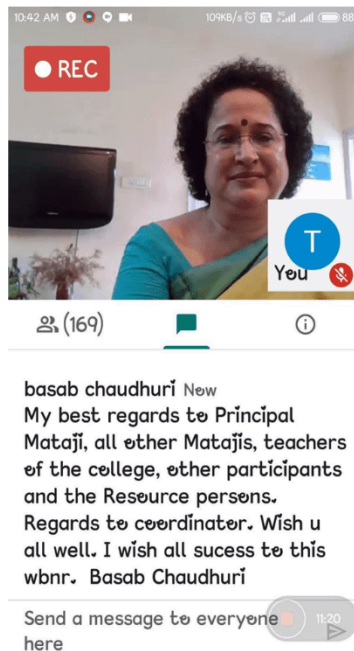 10:42 AM 109KB/s 88
REC
T
You
(169)
basab chaudhuri New
My best regards to Principal
Mataji, all other Matajis, teachers
of the college, other participants
and the Resource persons.
Regards to coordinator. Wish u
all well. I wish all sucess to this
wbnr. Basab Chaudhuri
Send a message to everyone
here
11:20